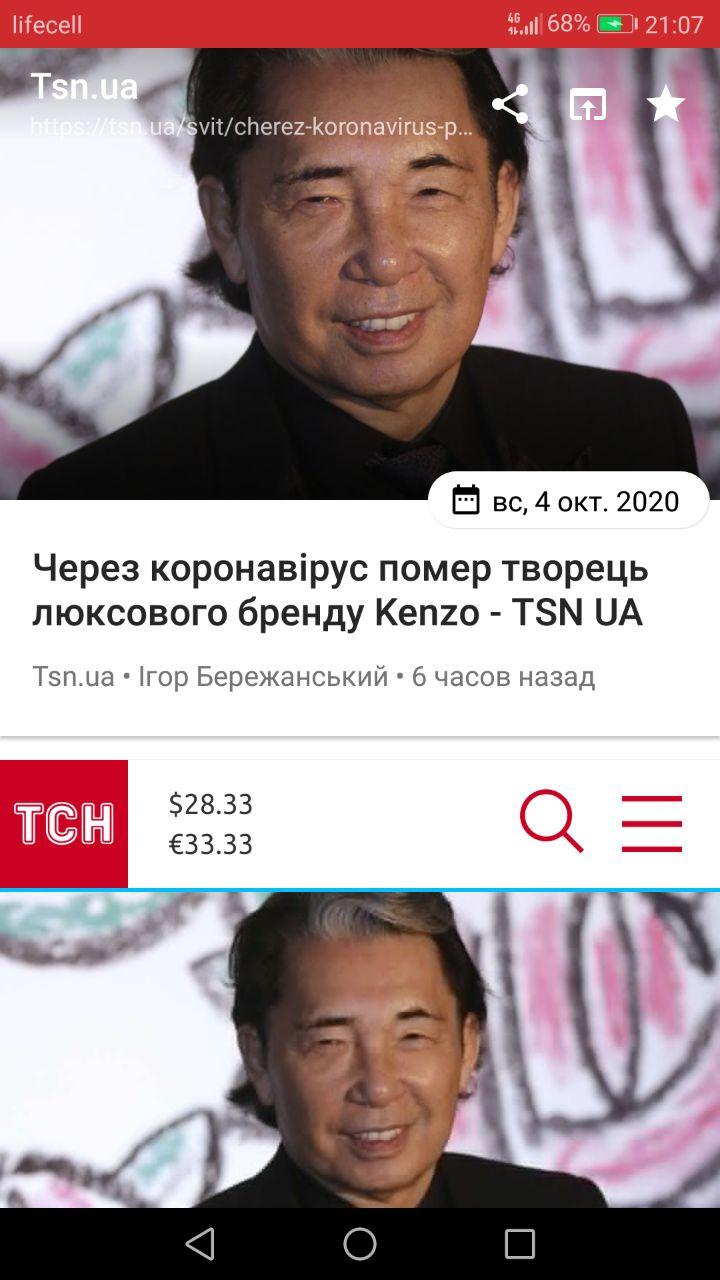 lifecell
4G 68% 21:07
Tsn.ua
https://tsn.ua/svit/cherez-koronavirus-p...
вс, 4 окт. 2020
Через коронавірус помер творець
люксового бренду Kenzo - TSN UA
Tsn.ua • Ігор Бережанський • 6 часов назад
ТСН
$28.33
€33.33